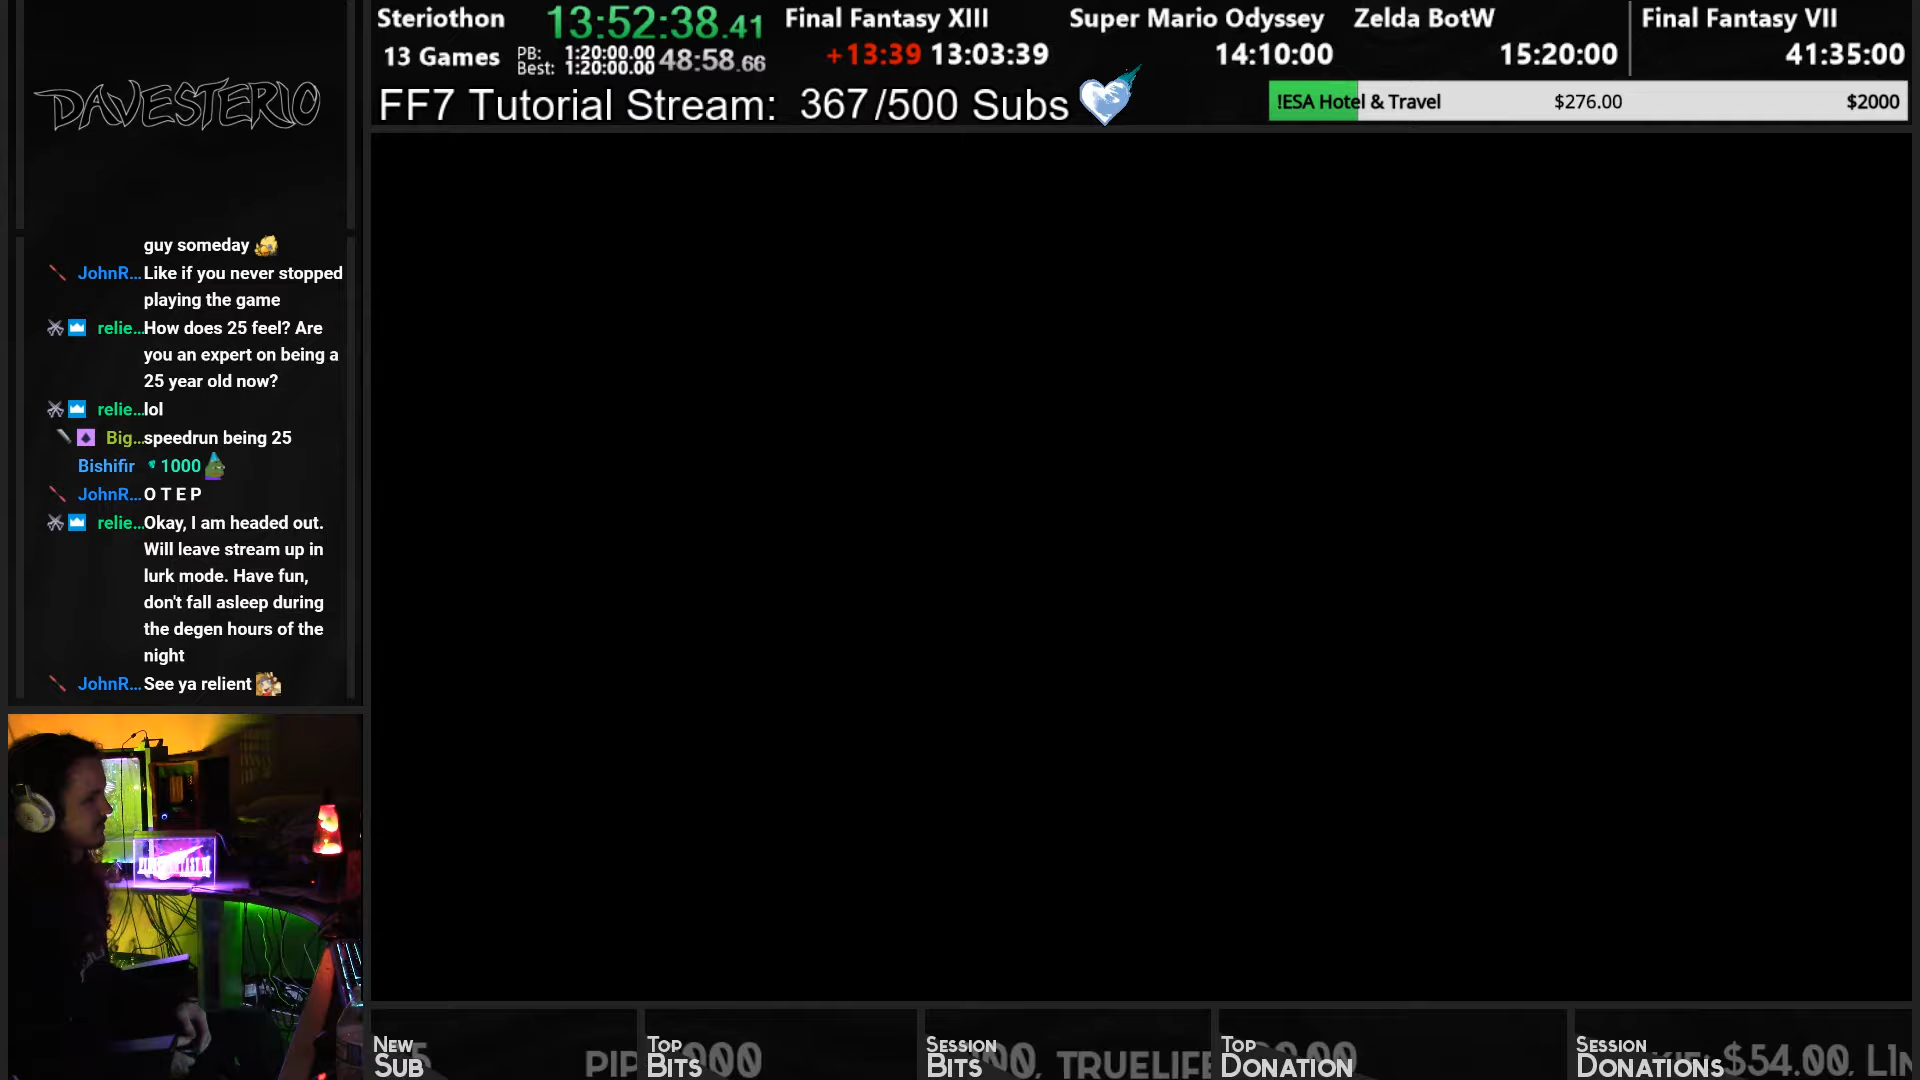 DAVESTERIO
guy someday
JohnR... Like if you never stopped
playing the game
relie... How does 25 feel? Are
you an expert on being a
25 year old now?
relie... lol
Big... speedrun being 25
Bishifir 1000
JohnR... O T E P
relie... Okay, I am headed out.
Will leave stream up in
lurk mode. Have fun,
don't fall asleep during
the degen hours of the
night
JohnR... See ya relient
Steriothon 13:52:38.41
13 Games PB: 1:20:00.00
Best: 1:20:00.00 48:58.66
Final Fantasy XIII
+13:39 13:03:39
Super Mario Odyssey
14:10:00
Zelda BotW
15:20:00
Final Fantasy VII
41:35:00
FF7 Tutorial Stream: 367/500 Subs
!ESA Hotel & Travel $276.00 $2000
New
Sub
PIP
Top
Bits
Session
Bits
00, TRUELIFE
Top
Donation
Session
Donations
$54.00, L1N